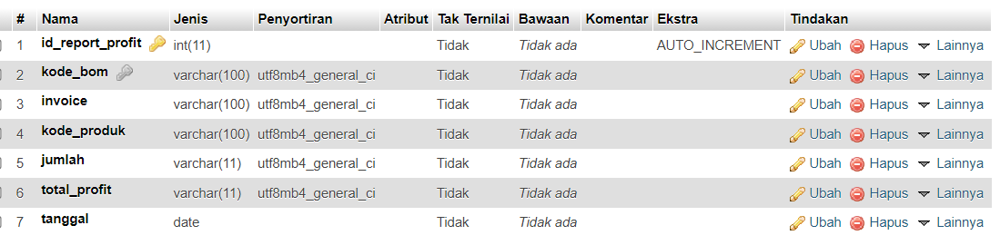 # Nama Jenis Penyortiran Atribut Tak Ternilai Bawaan Komentar Ekstra Tindakan
1 id_report_profit int(11) Tidak Tidak ada AUTO_INCREMENT Ubah Hapus Lainnya
2 kode_bom varchar(100) utf8mb4_general_ci Tidak Tidak ada Ubah Hapus Lainnya
3 invoice varchar(100) utf8mb4_general_ci Tidak Tidak ada Ubah Hapus Lainnya
4 kode_produk varchar(100) utf8mb4_general_ci Tidak Tidak ada Ubah Hapus Lainnya
5 jumlah varchar(11) utf8mb4_general_ci Tidak Tidak ada Ubah Hapus Lainnya
6 total_profit varchar(11) utf8mb4_general_ci Tidak Tidak ada Ubah Hapus Lainnya
7 tanggal date Tidak Tidak ada Ubah Hapus Lainnya